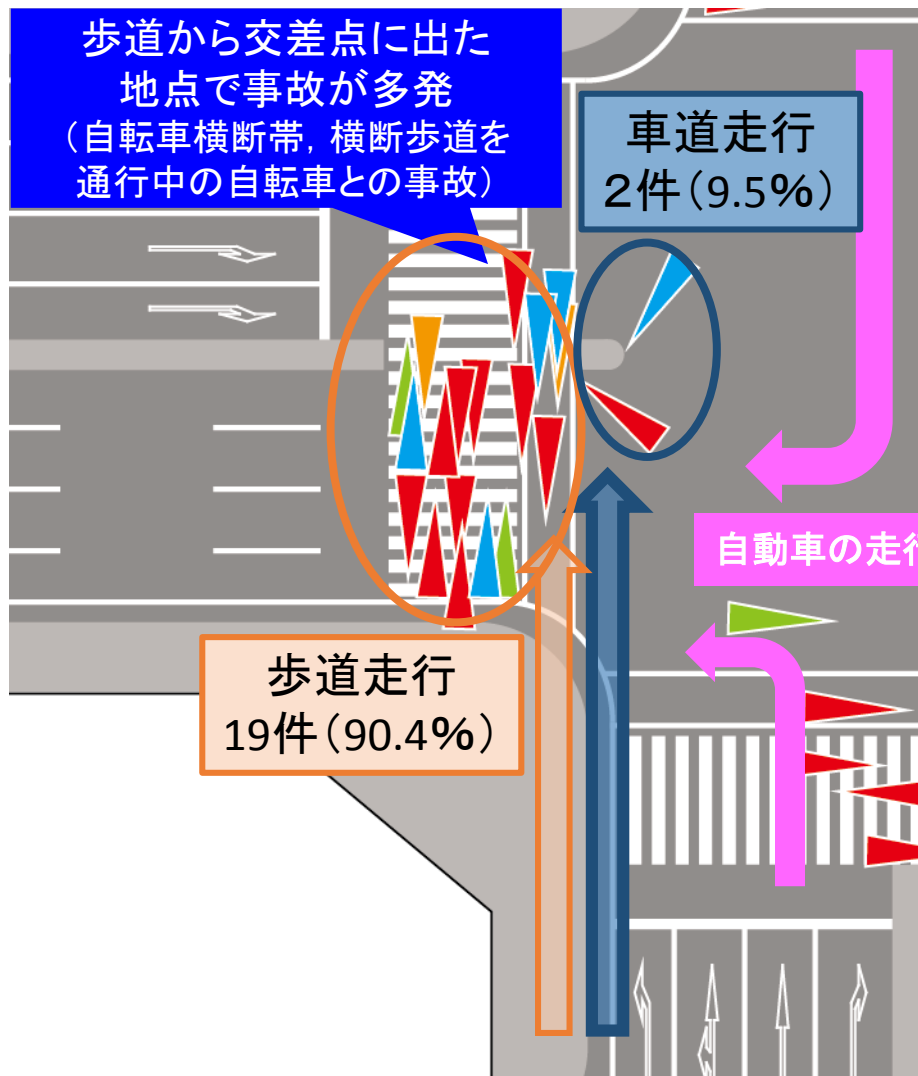 歩道から交差点に出た
地点で事故が多発
（自転車横断帯，横断歩道を
通行中の自転車との事故）
車道走行
２件（9.5％）
自動車の走行
歩道走行
19件（90.4％）